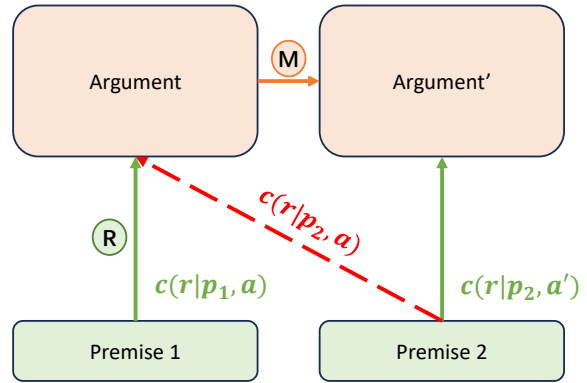 M
Argument
Argument’
c(r|p₂, a)
R
c(r|p₁, a)
c(r|p₂, a′)
Premise 1
Premise 2